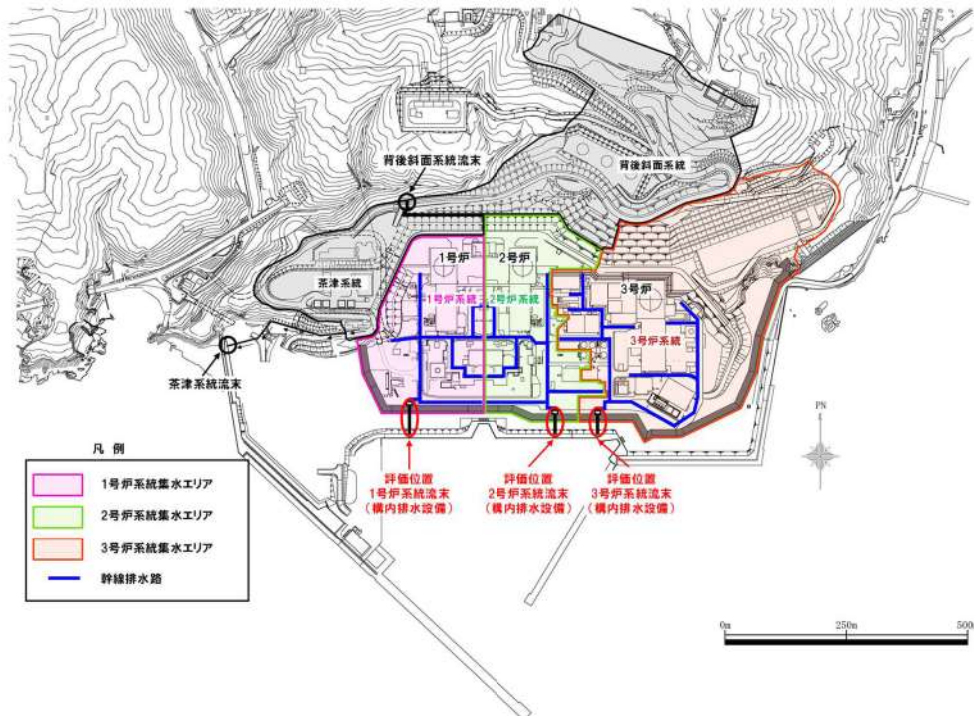 背後斜面系統流末
背後斜面系統
1号炉
2号炉
茶津系統
3号炉
1号炉系統
2号炉系統
3号炉系統
茶津系統流末
PN
評価位置
1号炉系統流末
(構内排水設備)
評価位置
2号炉系統流末
(構内排水設備)
評価位置
3号炉系統流末
(構内排水設備)
凡 例
1号炉系統集水エリア
2号炉系統集水エリア
3号炉系統集水エリア
幹線排水路
0m
250m
500m